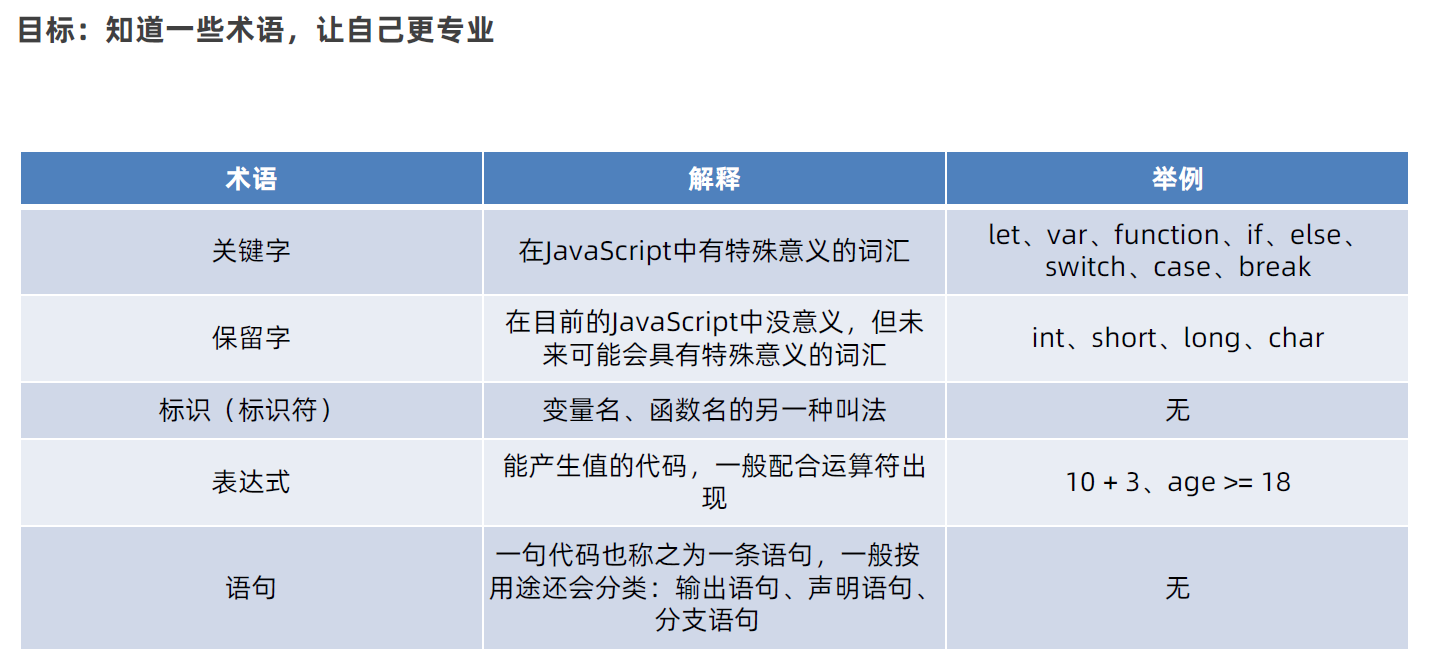 目标：知道一些术语，让自己更专业
术语
解释
举例
关键字
在JavaScript中有特殊意义的词汇
let、var、function、if、else、
switch、case、break
保留字
在目前的JavaScript中没意义，但未
来可能会具有特殊意义的词汇
int、short、long、char
标识（标识符）
变量名、函数名的另一种叫法
无
表达式
能产生值的代码，一般配合运算符出
现
10 + 3、age >= 18
语句
一句代码也称之为一条语句，一般按
用途还会分类：输出语句、声明语句、
分支语句
无